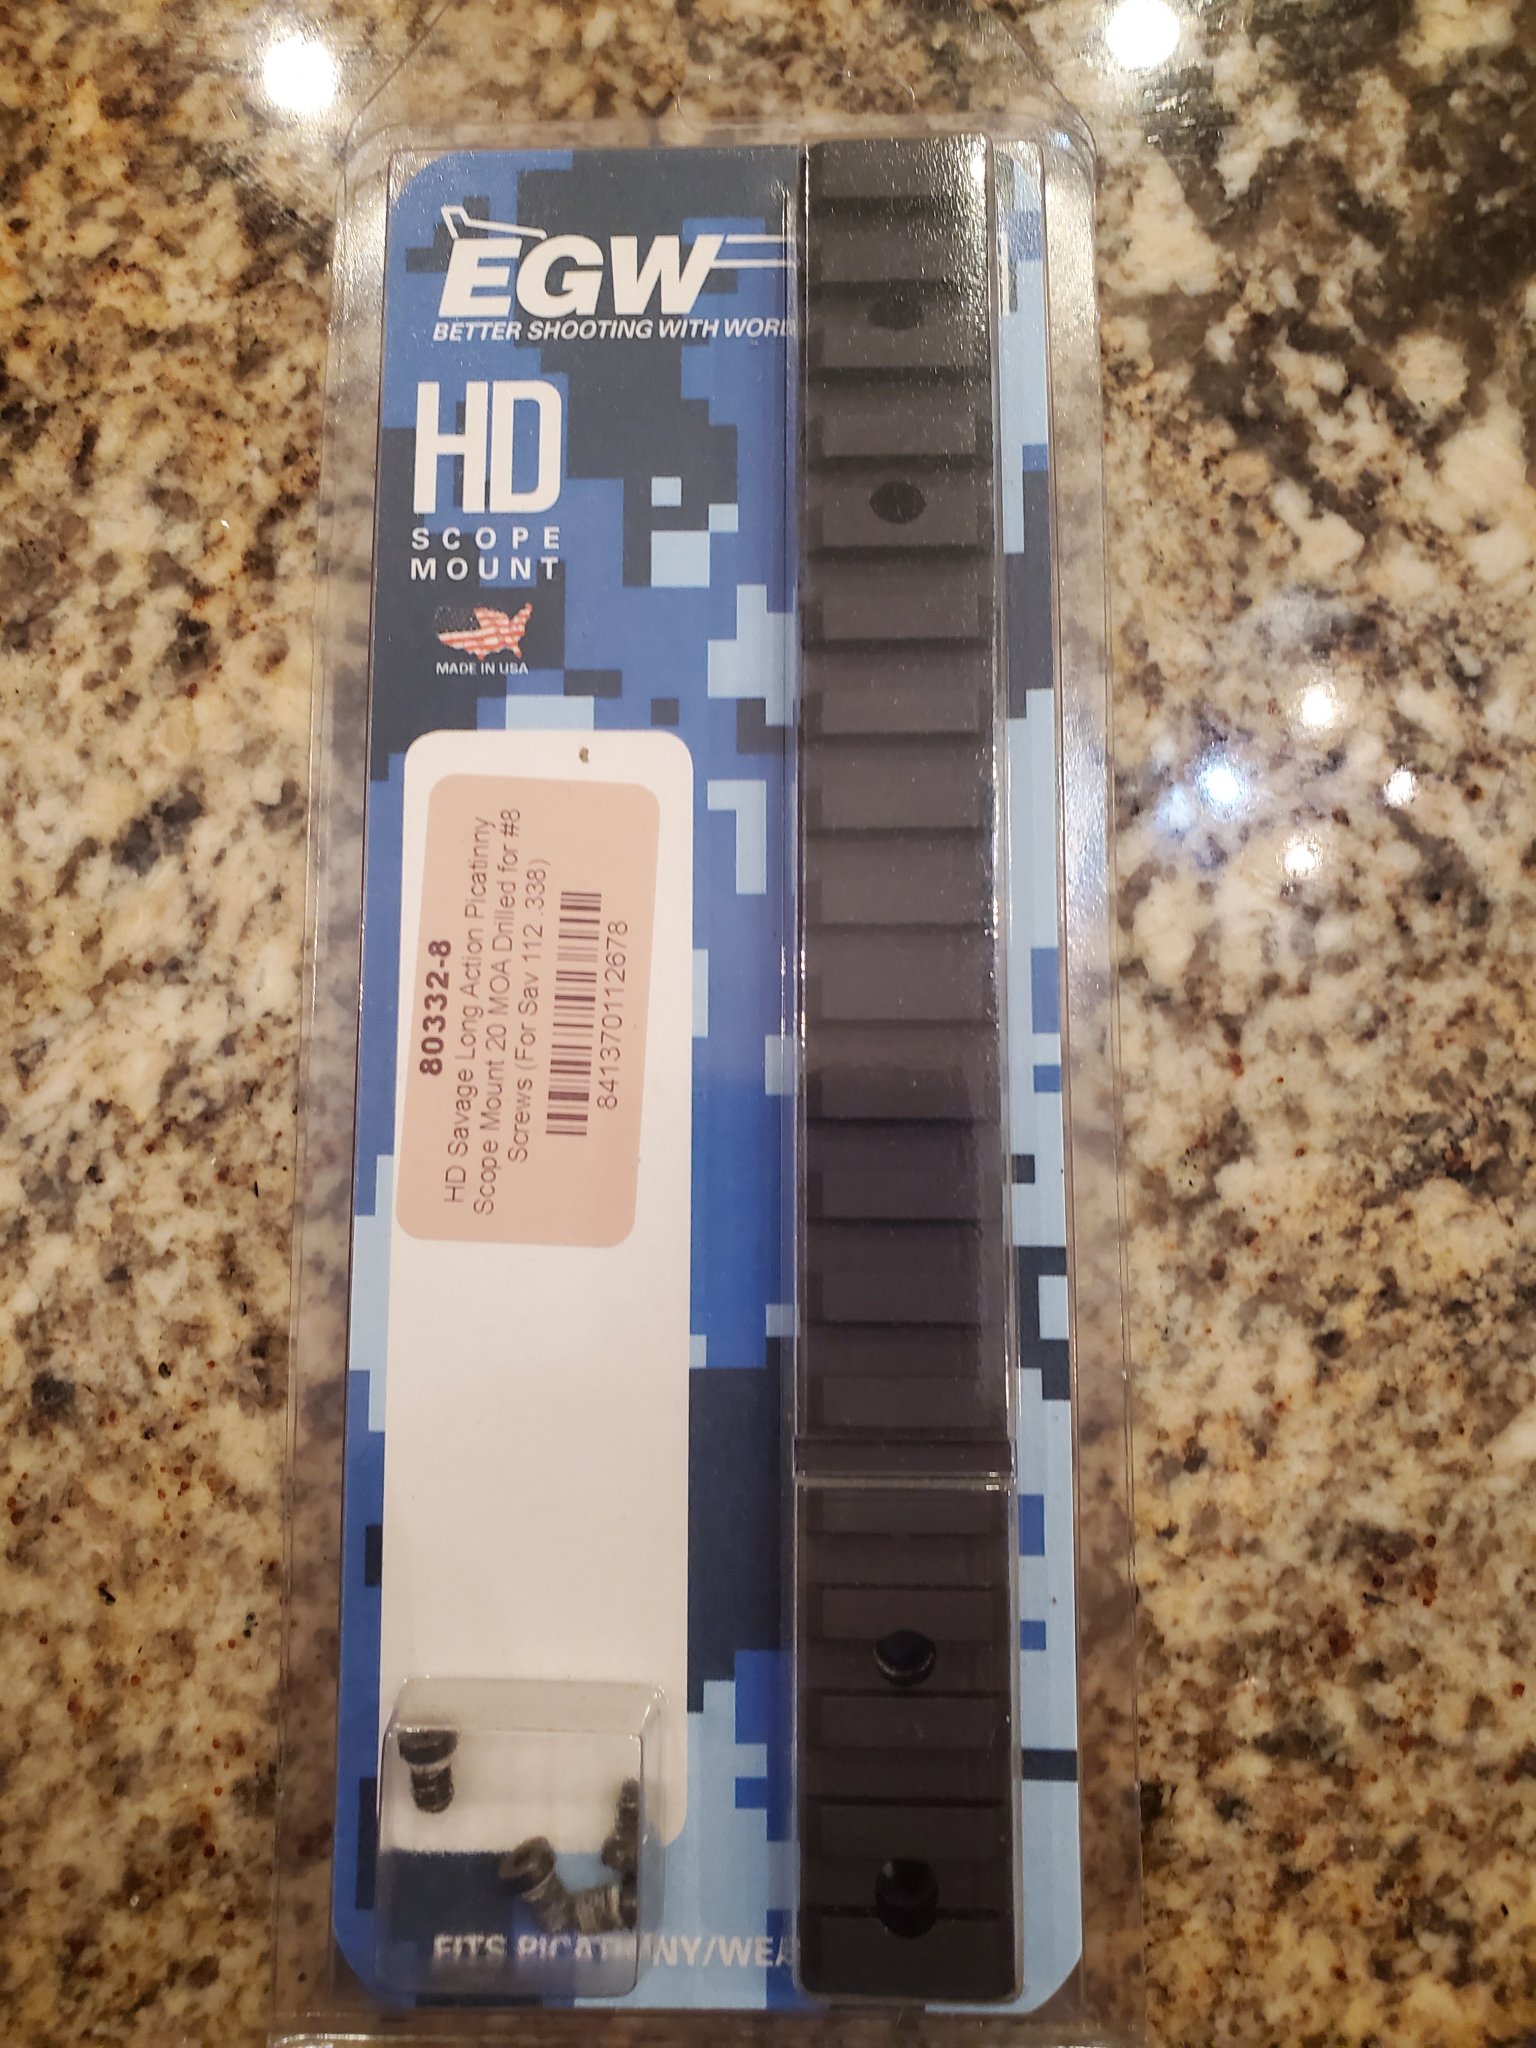 EGW
BETTER SHOOTING WITH
HD
SCOPE
MOUNT
MADE IN USA
80332-8
HD Savage Long Action Picatinny
Scope Mount 20 MOA Drilled for #8
Screws (For Sav 112 .338)
841370112678
FITS